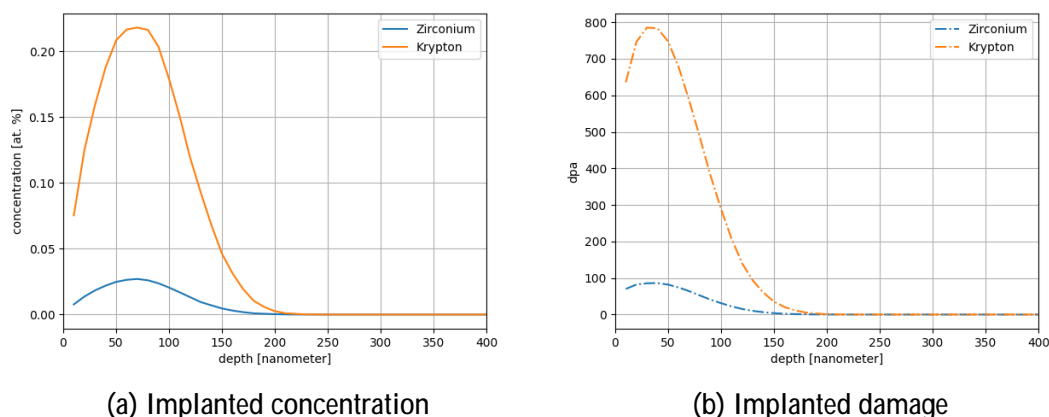 Zirconium
Krypton
0.20
0.15
0.10
0.05
0.00
concentration [at. %]
0 50 100 150 200 250 300 350 400
depth [nanometer]
(a) Implanted concentration
Zirconium
Krypton
800
700
600
500
400
300
200
100
0
dpa
0 50 100 150 200 250 300 350 400
depth [nanometer]
(b) Implanted damage